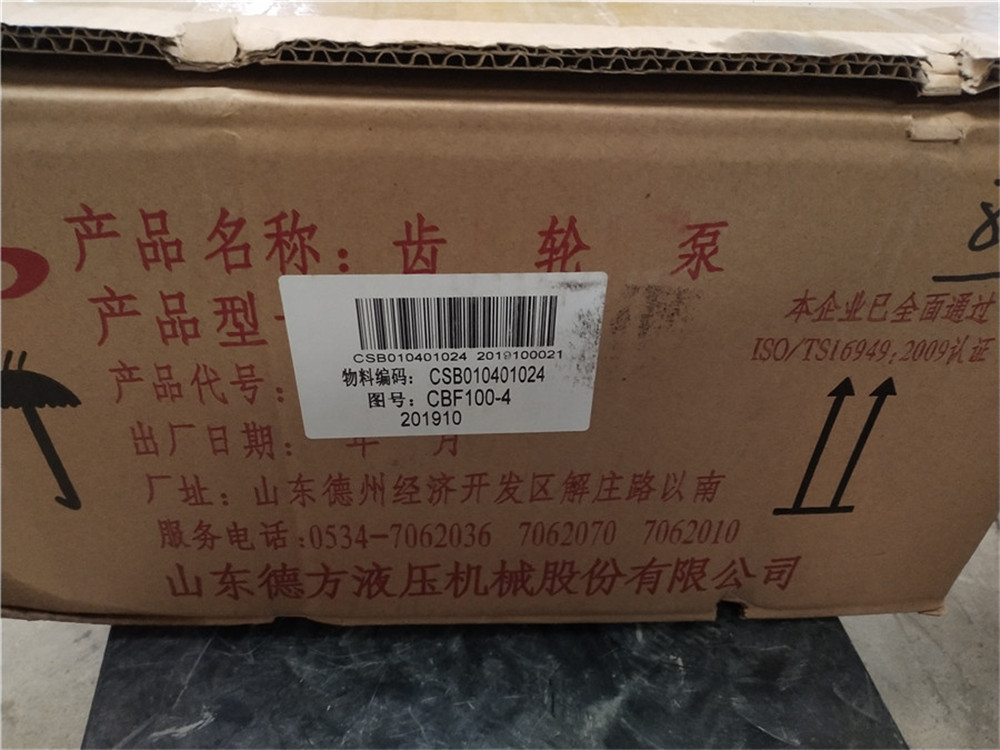 产品名称：齿轮泵
产品型
产品代号：
出厂日期： 年 月
厂址：山东德州经济开发区解庄路以南
服务电话:0534-7062036 7062070 7062010
山东德方液压机械股份有限公司
CSB010401024 2019100021
物料编码： CSB010401024
图号： CBF100-4
201910
本企业已全面通过
ISO/TS16949:2009认证
8